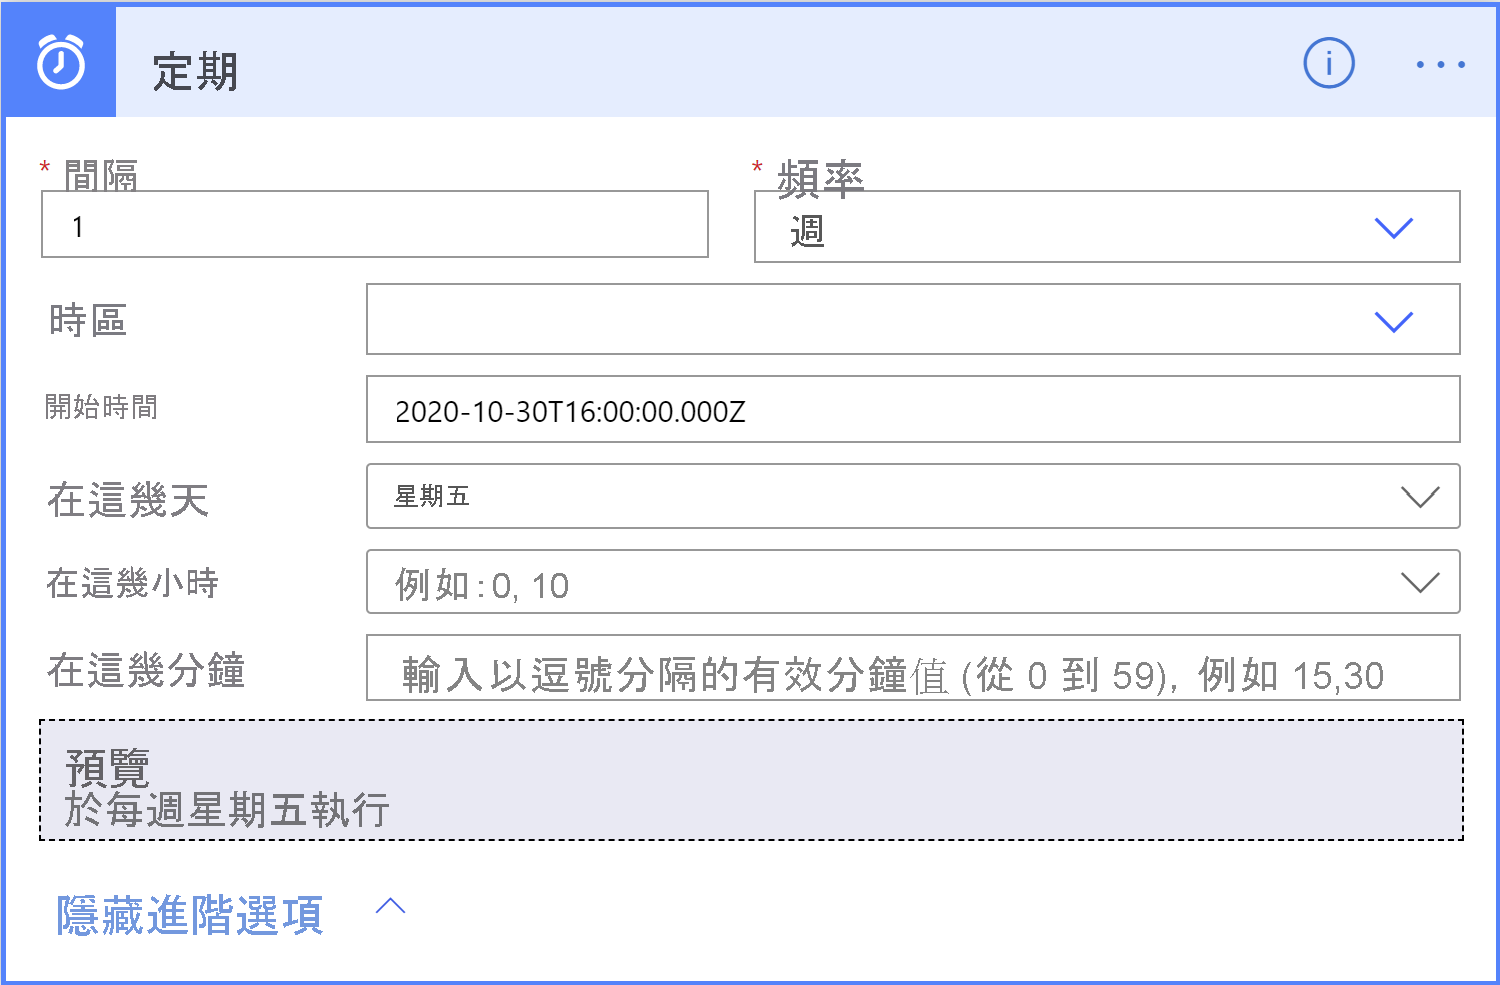 定期
* 間隔
* 頻率
1
週
時區
開始時間
2020-10-30T16:00:00.000Z
在這幾天
星期五
在這幾小時
例如: 0, 10
在這幾分鐘
輸入以逗號分隔的有效分鐘值 (從 0 到 59), 例如 15,30
預覽
於每週星期五執行
隱藏進階選項